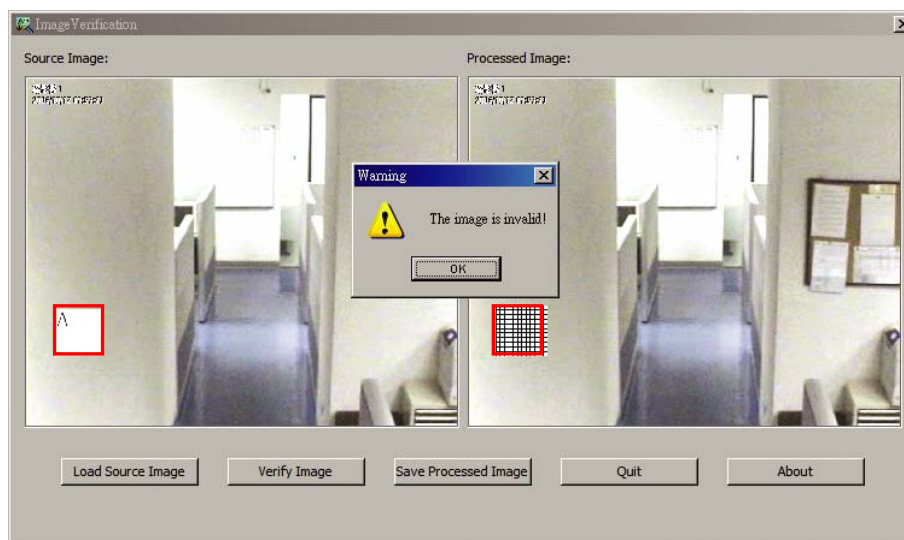 ImageVerification
Source Image:
Processed Image:
Warning
The image is invalid!
OK
Load Source Image
Verify Image
Save Processed Image
Quit
About